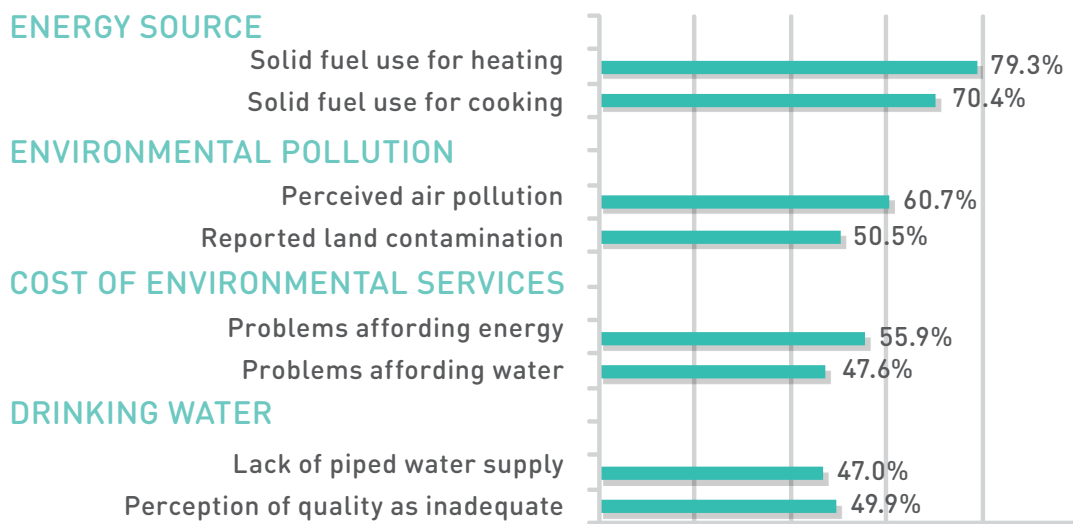 ENERGY SOURCE
Solid fuel use for heating 79.3%
Solid fuel use for cooking 70.4%
ENVIRONMENTAL POLLUTION
Perceived air pollution 60.7%
Reported land contamination 50.5%
COST OF ENVIRONMENTAL SERVICES
Problems affording energy 55.9%
Problems affording water 47.6%
DRINKING WATER
Lack of piped water supply 47.0%
Perception of quality as inadequate 49.9%